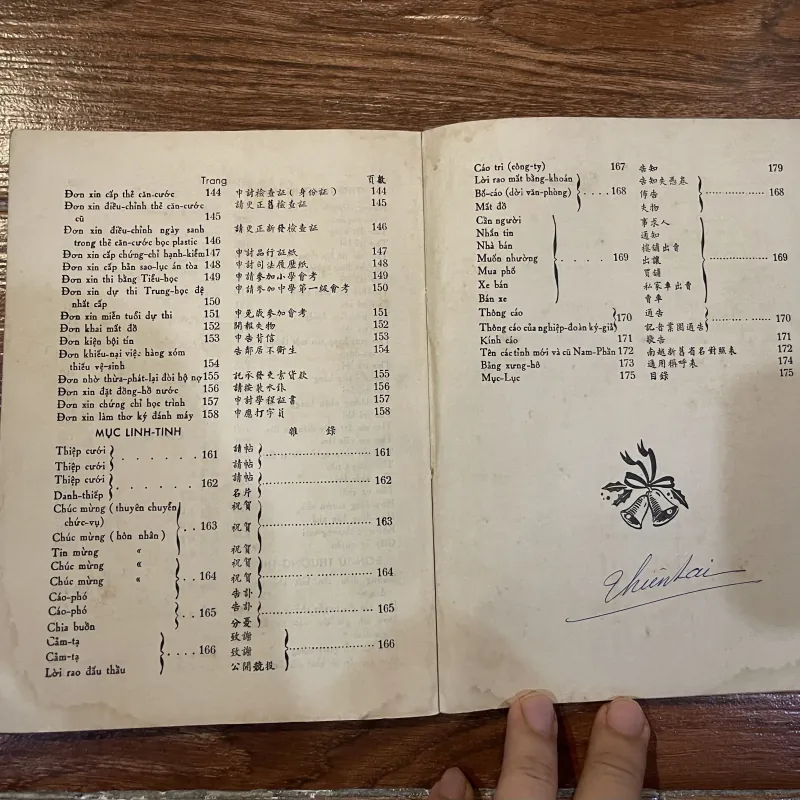 Trang 頁數
Đơn xin cấp thẻ căn-cước 144 申請檢查証（身份証） 144
Đơn xin điều-chỉnh thẻ căn-cước
cũ 145 請更正舊檢查証 145
Đơn xin điều-chỉnh ngày sanh
trong thẻ căn-cước bọc plastic 146 請更正新發檢查証 146
Đơn xin cấp chứng-chỉ hạnh-kiểm 147 申請品行証紙 147
Đơn xin cấp bản sao-lục án tòa 148 申請司法履歷紙 148
Đơn xin thi bằng Tiểu-học 149 申請參加小學會考 149
Đơn xin dự thi Trung-học đệ
nhất cấp 150 申請參加中學第一級會考 150
Đơn xin miễn tuổi dự thi 151 申免歲參加會考 151
Đơn khai mất đồ 152 開報失物 152
Đơn kiện bội tín 153 申告背信 153
Đơn khiếu-nại việc hàng xóm
thiếu vệ-sinh 154 告鄰居不衛生 154
Đơn nhờ thừa-phát-lại đòi hộ nợ 155 託承發吏索貸款 155
Đơn xin đặt đồng-hồ nước 156 請按裝水錶 156
Đơn xin chứng chỉ học trình 157 申請學程証書 157
Đơn xin làm thơ ký đánh máy 158 申應打字員 158
MỤC LINH-TINH 雜錄
Thiệp cưới 請帖
Thiệp cưới } 161 請帖 } 161
Thiệp cưới 請帖
Danh-thiếp } 162 名片 } 162
Chúc mừng (thuyên chuyển
chức-vụ) 祝賀
Chúc mừng (hôn nhân) } 163 祝賀 } 163
Tin mừng « 祝賀
Chúc mừng « 祝賀
Chúc mừng « } 164 祝賀 } 164
Cáo-phó 告訃
Cáo-phó } 165 告訃 } 165
Chia buồn 分憂
Cảm-tạ 致謝
Cảm-tạ } 166 致謝 } 166
Lời rao đấu thầu 公開競投
Cáo tri (công-ty) 167 告知 179
Lời rao mất bằng-khoán 告知失憑卷
Bố-cáo (dời văn-phòng) } 168 佈告 } 168
Mất đồ 失物
Cần người 事求人
Nhắn tin 通知
Nhà bán 樓舖出賣
Muốn nhường } 169 出讓 } 169
Mua phố 買舖
Xe bán 私家車出賣
Bán xe 賣車
Thông cáo 通告
Thông cáo của nghiệp-đoàn ký-giả } 170 記者業團通告 } 170
Kính cáo 171 敬告 171
Tên các tỉnh mới và cũ Nam-Phần 172 南越新舊省名對照表 172
Bảng xưng-hô 173 通用稱呼表 174
Mục-Lục 175 目錄 175
thiêntai